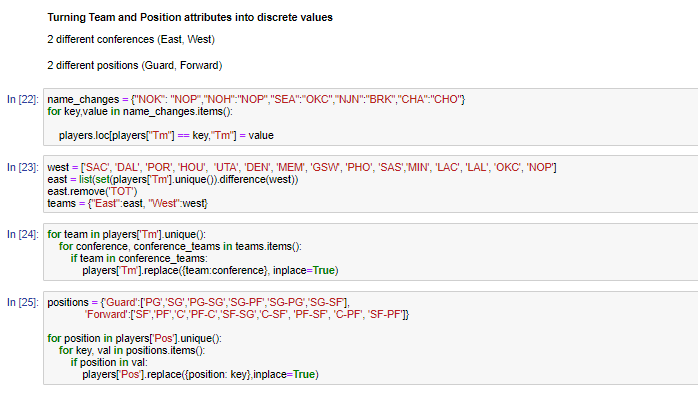 Turning Team and Position attributes into discrete values
2 different conferences (East, West)
2 different positions (Guard, Forward)
In [22]: name_changes = {"NOK": "NOP","NOH":"NOP","SEA":"OKC","NJN":"BRK","CHA":"CHO"}
for key,value in name_changes.items():
players.loc[players["Tm"] == key,"Tm"] = value
In [23]: west = ['SAC', 'DAL', 'POR', 'HOU', 'UTA', 'DEN', 'MEM', 'GSW', 'PHO', 'SAS','MIN', 'LAC', 'LAL', 'OKC', 'NOP']
east = list(set(players['Tm'].unique()).difference(west))
east.remove('TOT')
teams = {"East":east, "West":west}
In [24]: for team in players['Tm'].unique():
for conference, conference_teams in teams.items():
if team in conference_teams:
players['Tm'].replace({team:conference}, inplace=True)
In [25]: positions = {'Guard':['PG','SG','PG-SG','SG-PF','SG-PG','SG-SF'],
'Forward':['SF','PF','C','PF-C','SF-SG','C-SF', 'PF-SF', 'C-PF', 'SF-PF']}
for position in players['Pos'].unique():
for key, val in positions.items():
if position in val:
players['Pos'].replace({position: key},inplace=True)